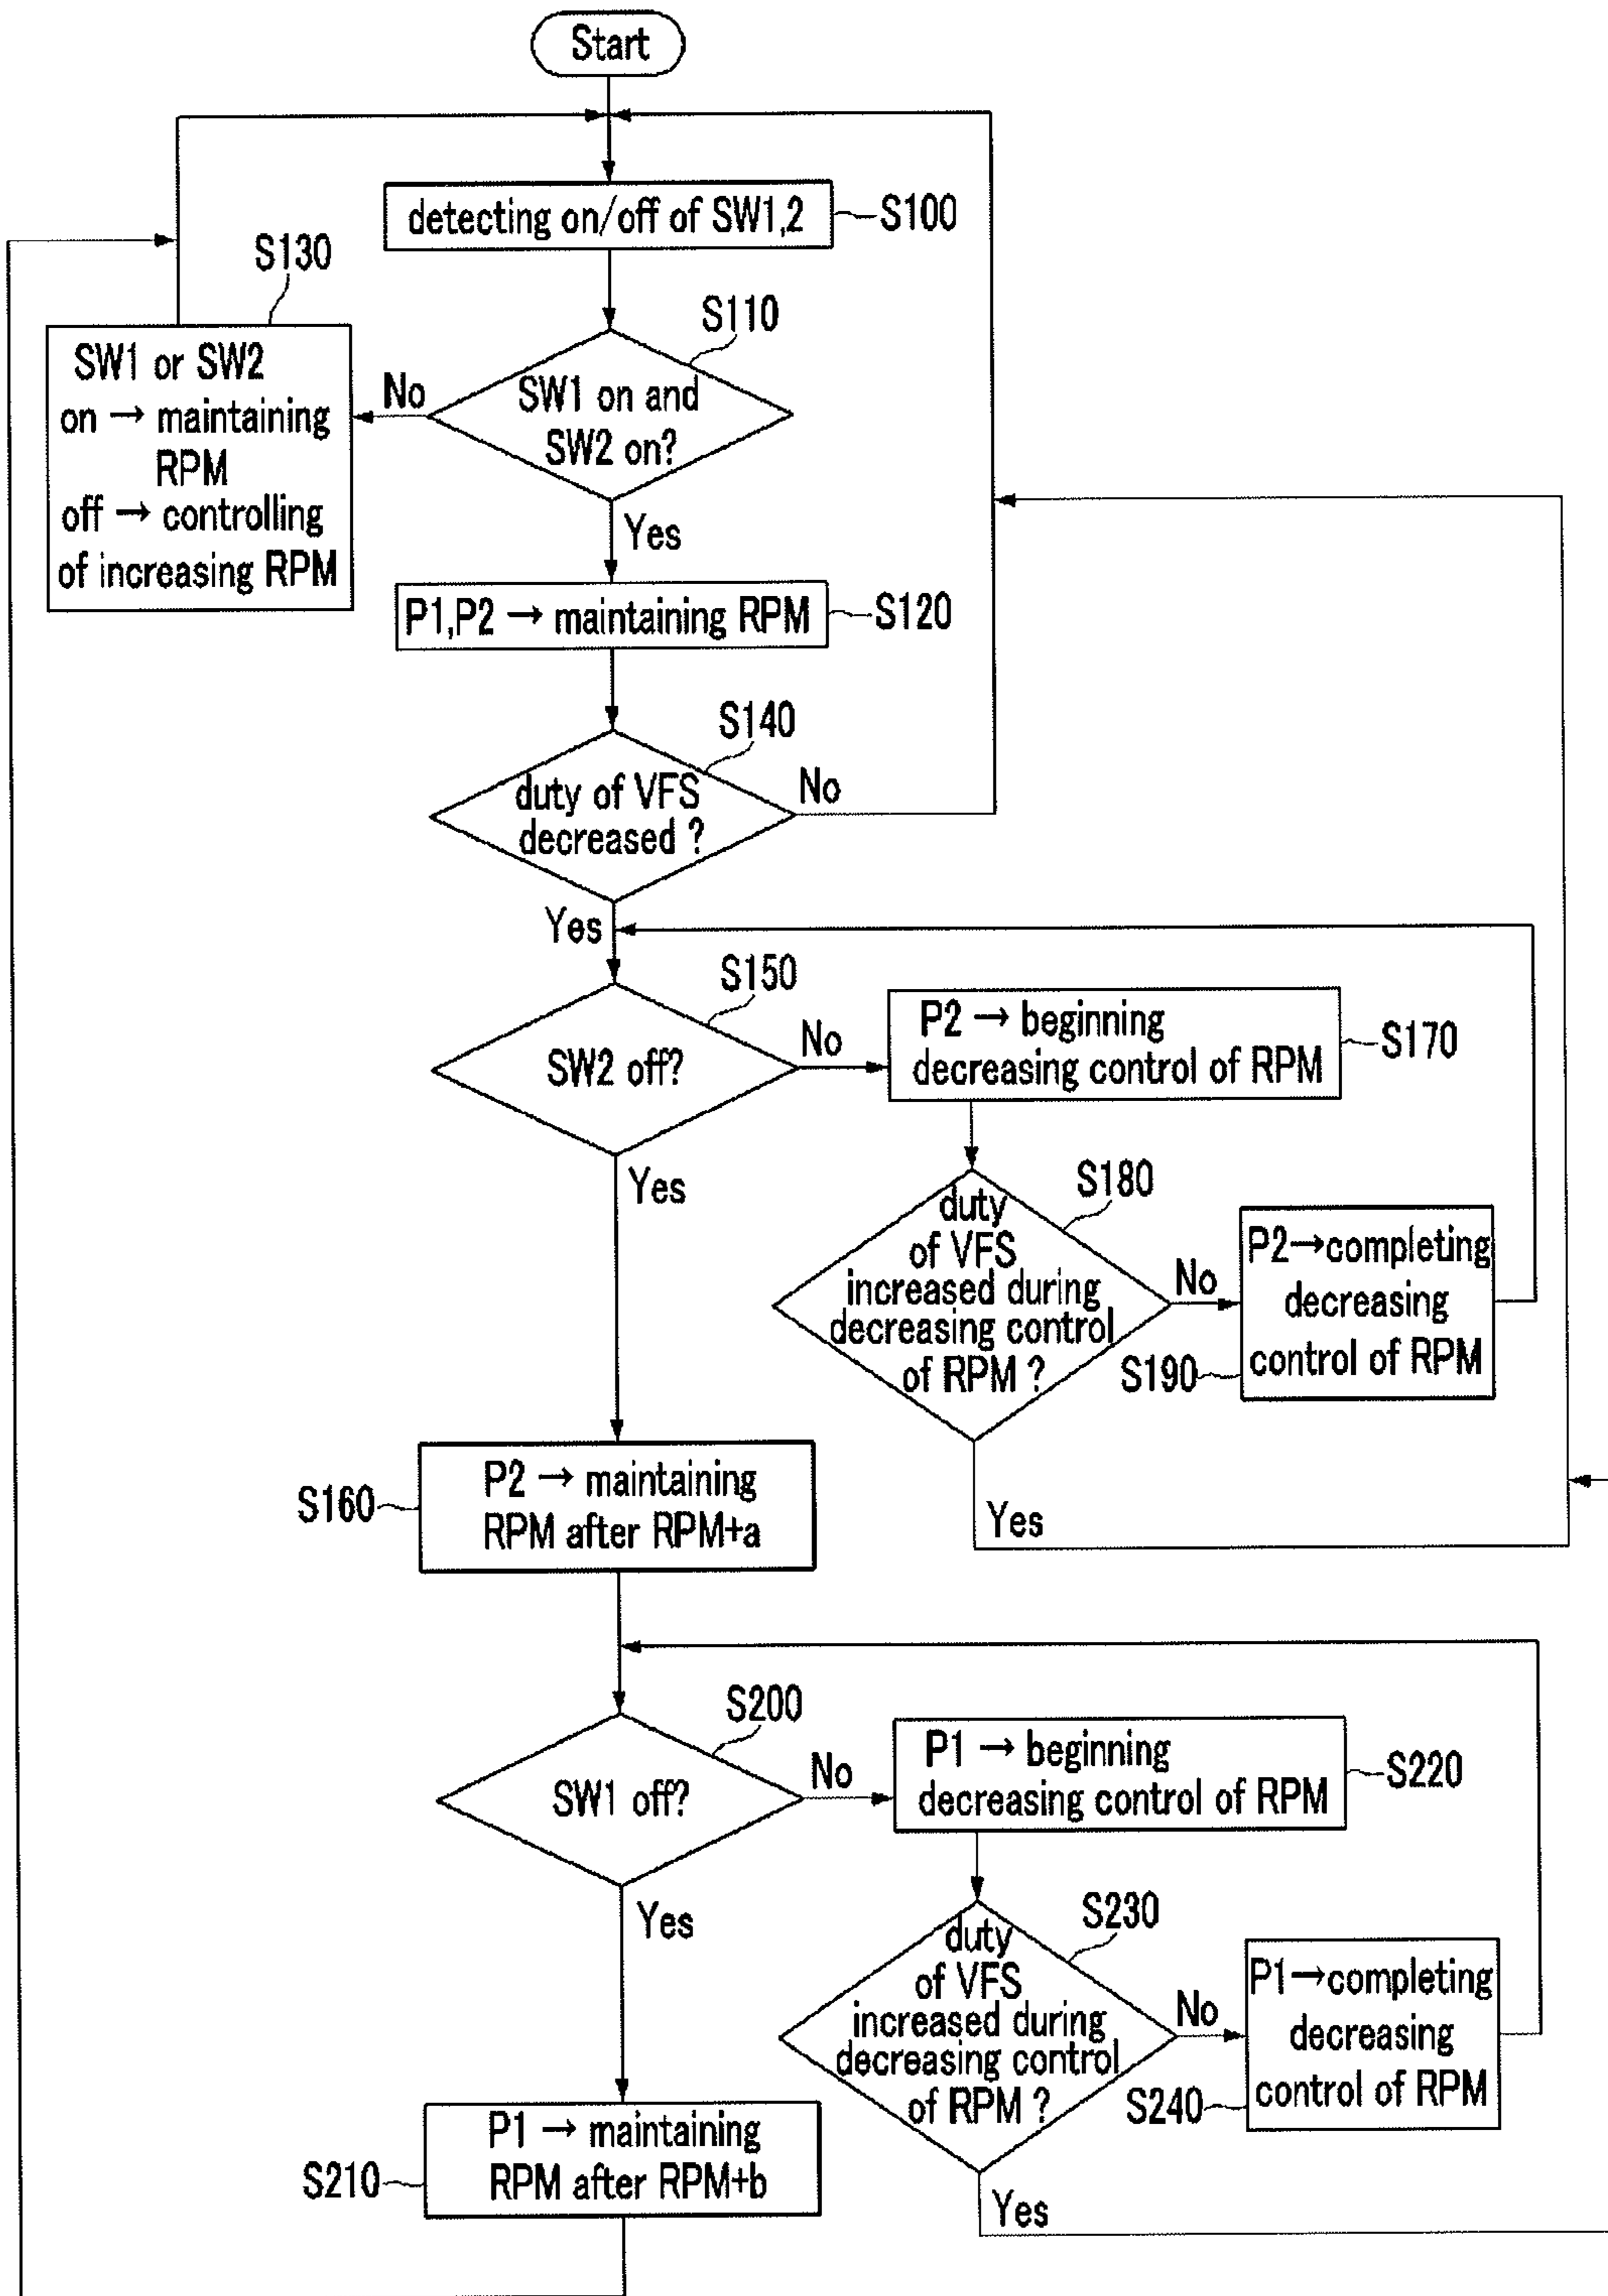 Start
detecting on/off of SW1,2
S100
S130
S110
SW1 or SW2
on → maintaining
RPM
off → controlling
of increasing RPM
No
SW1 on and
SW2 on?
Yes
P1,P2 → maintaining RPM
S120
S140
duty of VFS
decreased ?
No
Yes
S150
SW2 off?
No
P2 → beginning
decreasing control of RPM
S170
Yes
S180
duty
of VFS
increased during
decreasing control
of RPM ?
No
P2→completing
decreasing
control of RPM
S190
Yes
S160
P2 → maintaining
RPM after RPM+a
S200
SW1 off?
No
P1 → beginning
decreasing control of RPM
S220
Yes
S230
duty
of VFS
increased during
decreasing control
of RPM ?
No
P1→completing
decreasing
control of RPM
S240
Yes
S210
P1 → maintaining
RPM after RPM+b